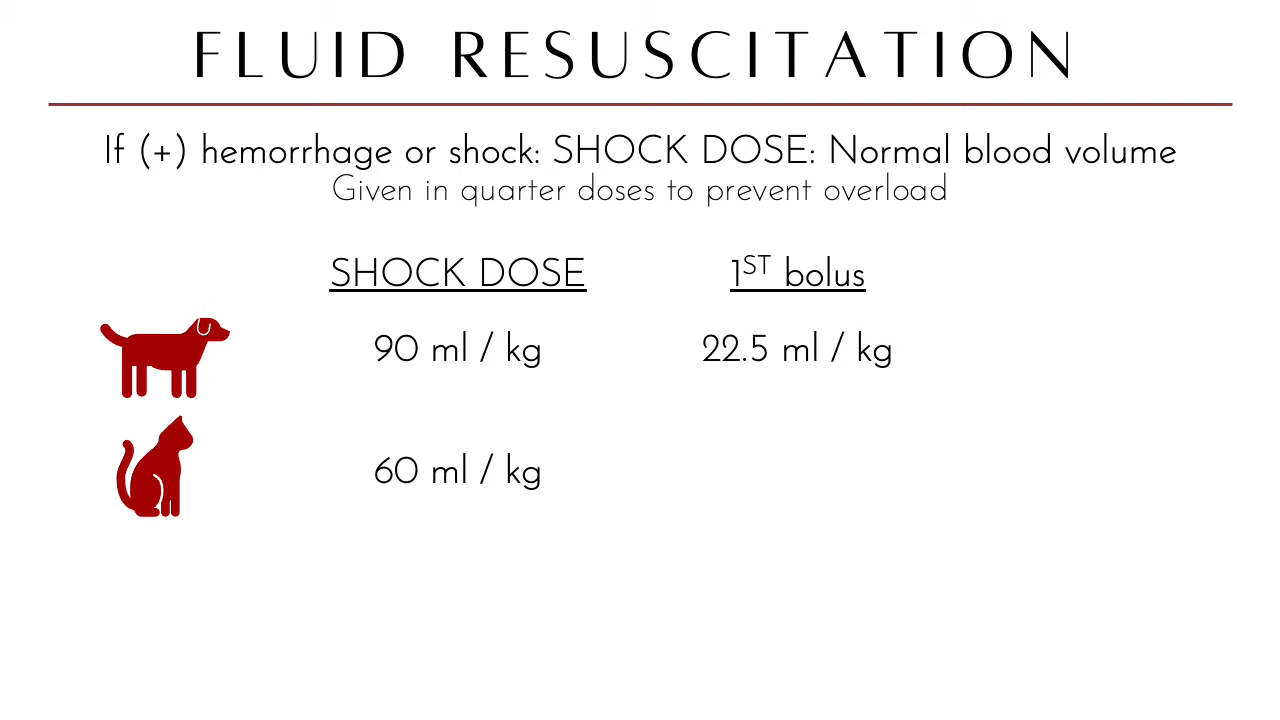 FLUID RESUSCITATION
If (+) hemorrhage or shock: SHOCK DOSE: Normal blood volume
Given in quarter doses to prevent overload
SHOCK DOSE 1ST bolus
90 ml / kg 22.5 ml / kg
60 ml / kg